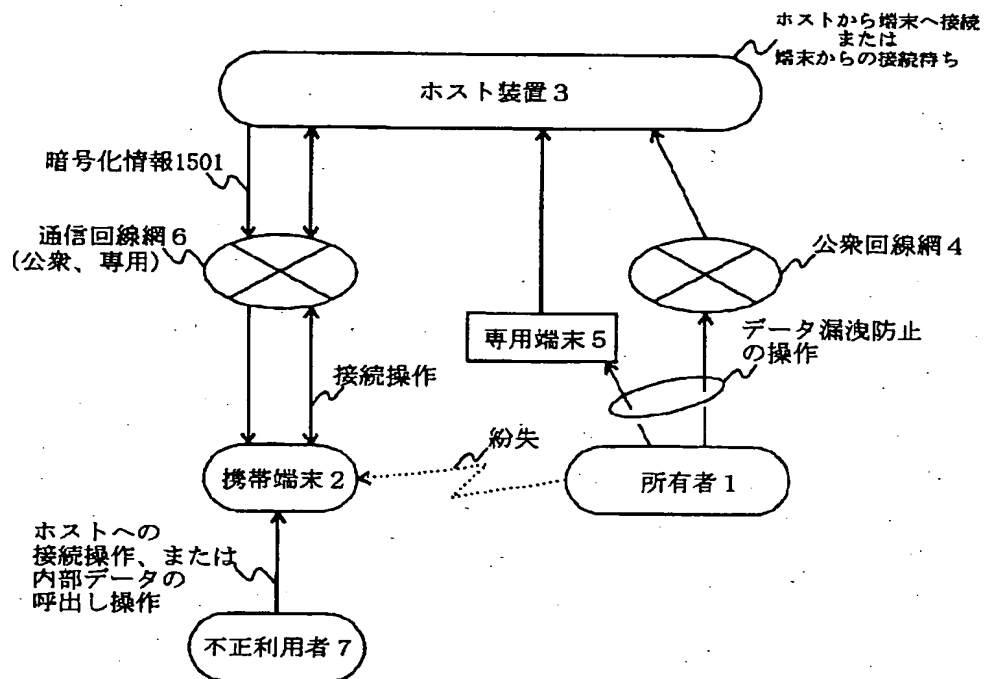 ホストから端末へ接続
または
端末からの接続待ち
ホスト装置3
暗号化情報1501
通信回線網6
(公衆、専用)
公衆回線網4
専用端末5
データ漏洩防止
の操作
接続操作
紛失
携帯端末2
所有者1
ホストへの
接続操作、または
内部データの
呼出し操作
不正利用者7